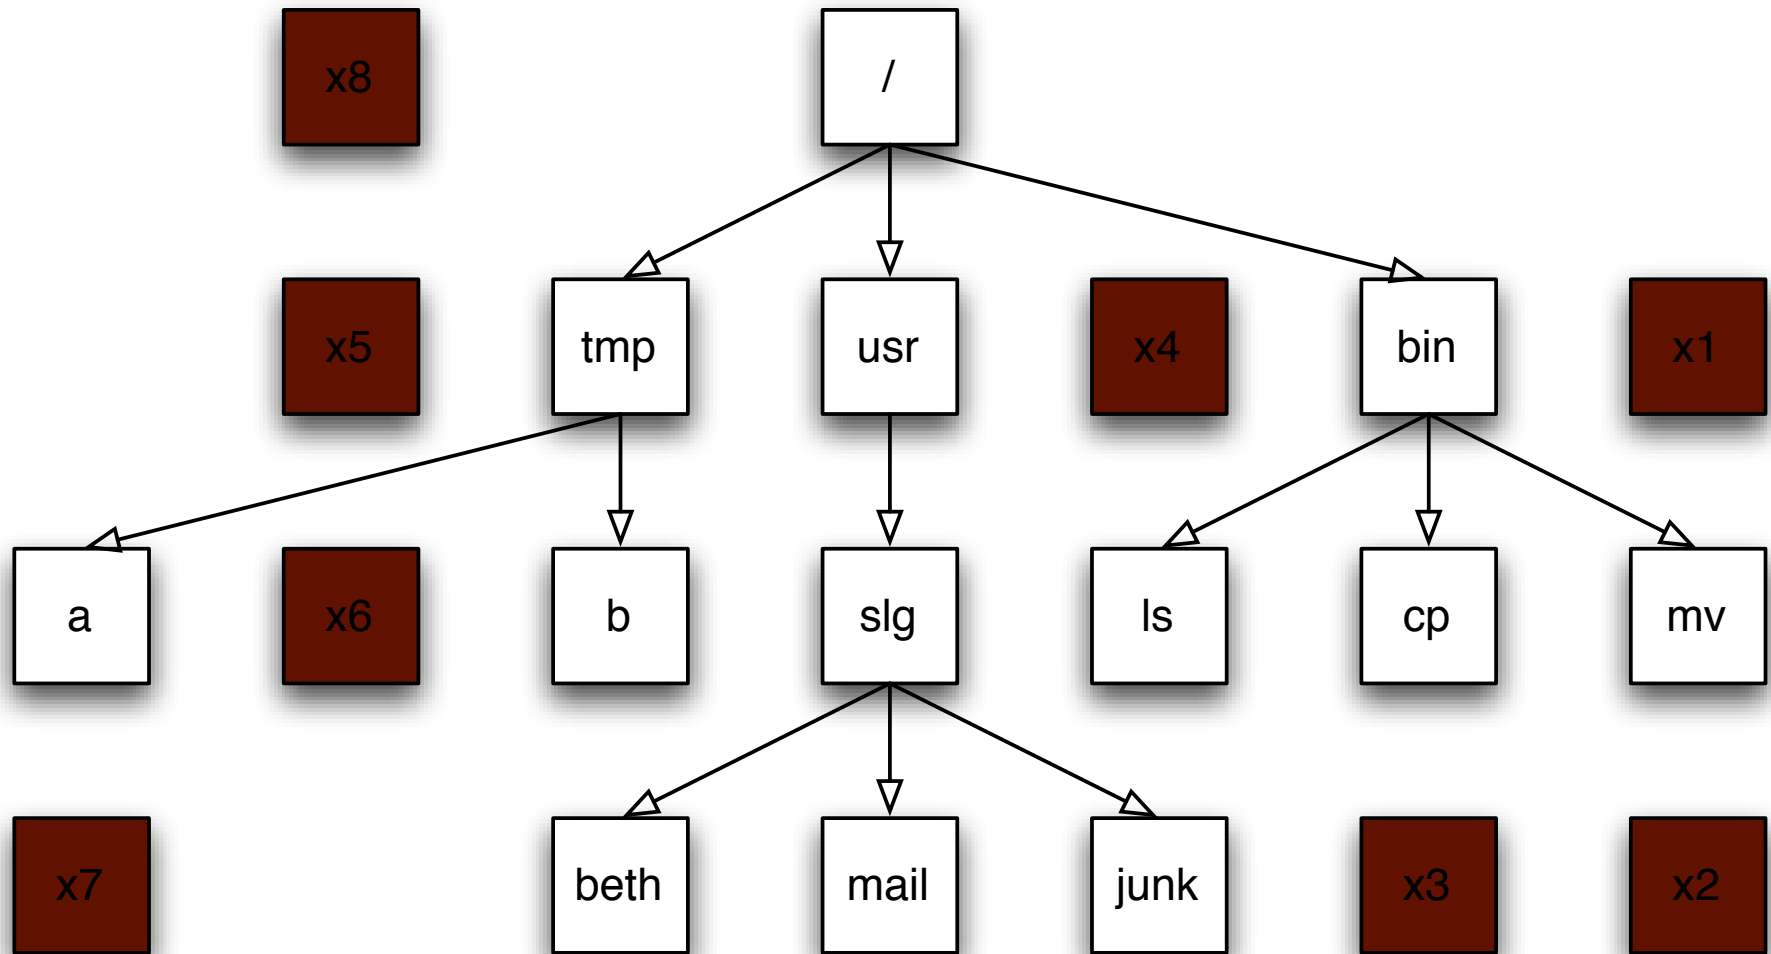 x8
/
x5
tmp
usr
x4
bin
x1
a
x6
b
slg
ls
cp
mv
x7
beth
mail
junk
x3
x2